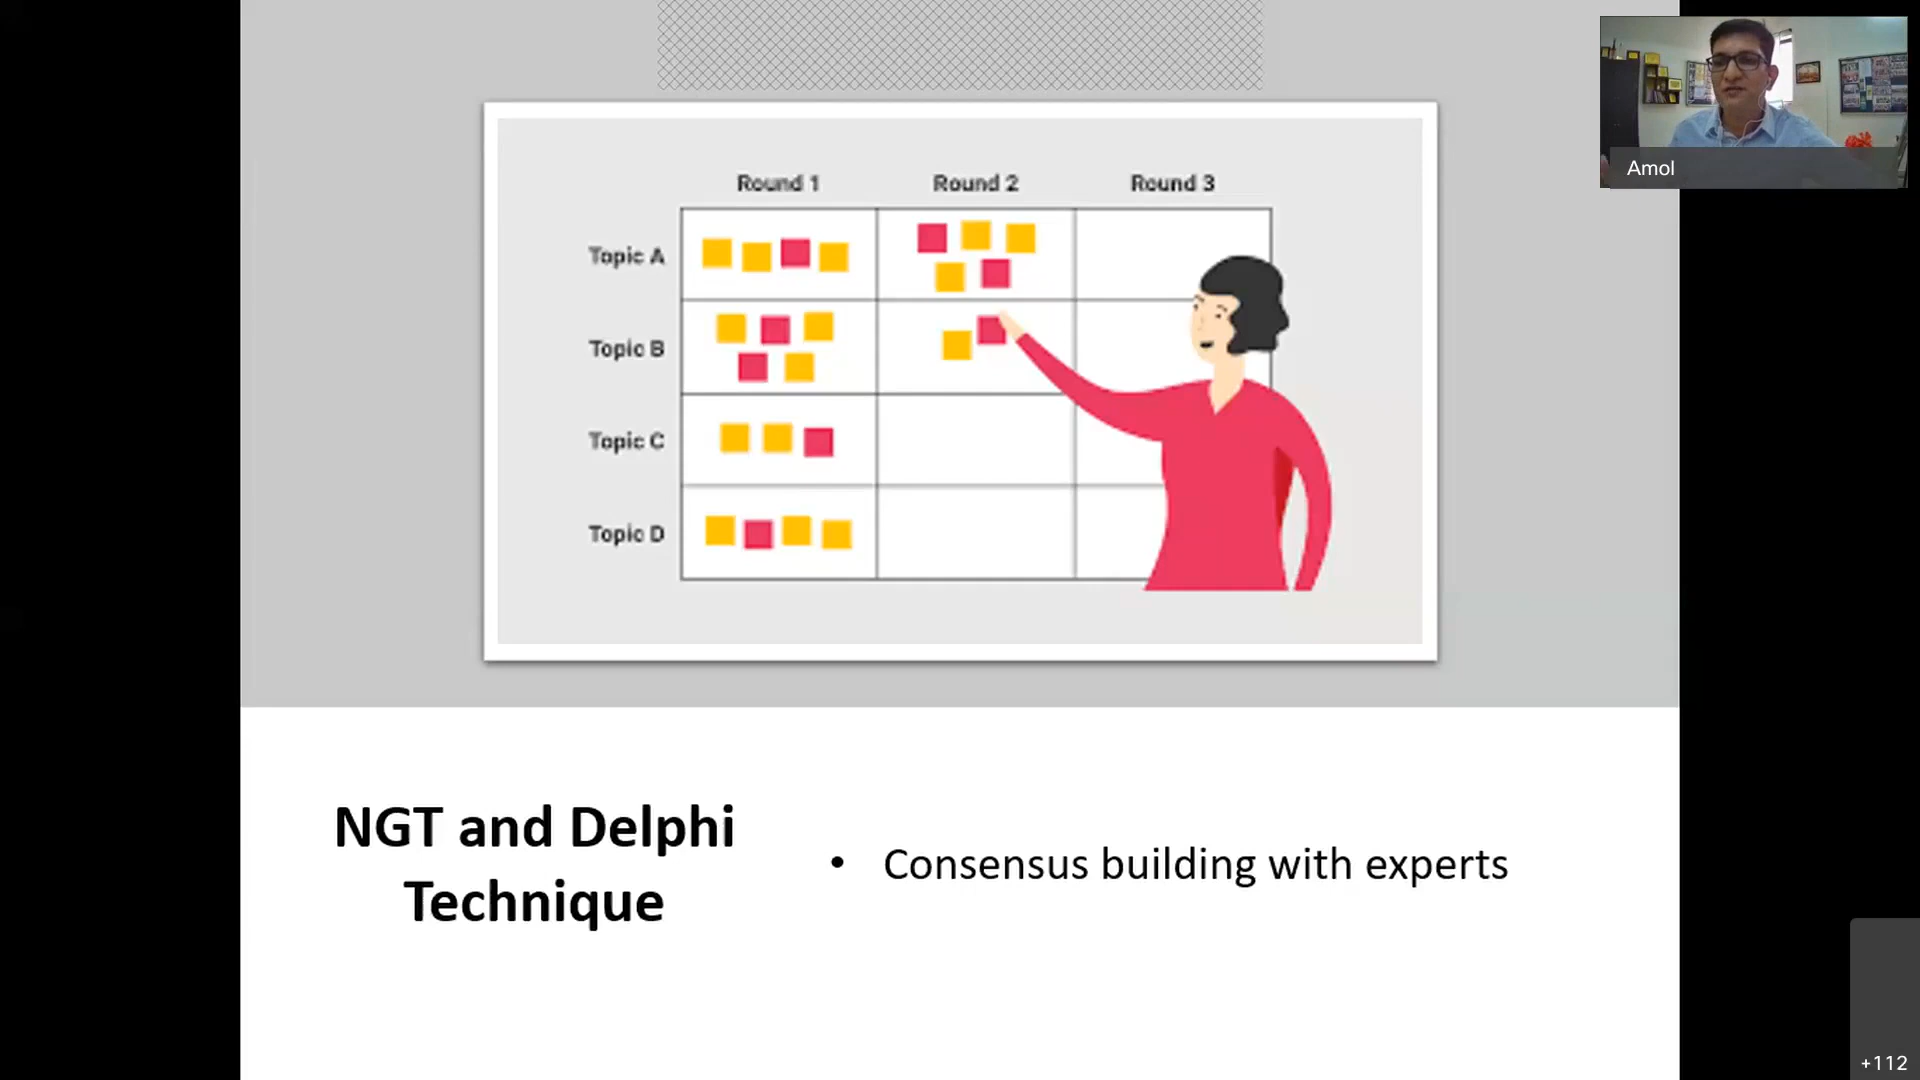 Amol
Round 1 Round 2 Round 3
Topic A
Topic B
Topic C
Topic D
NGT and Delphi
Technique
• Consensus building with experts
+112